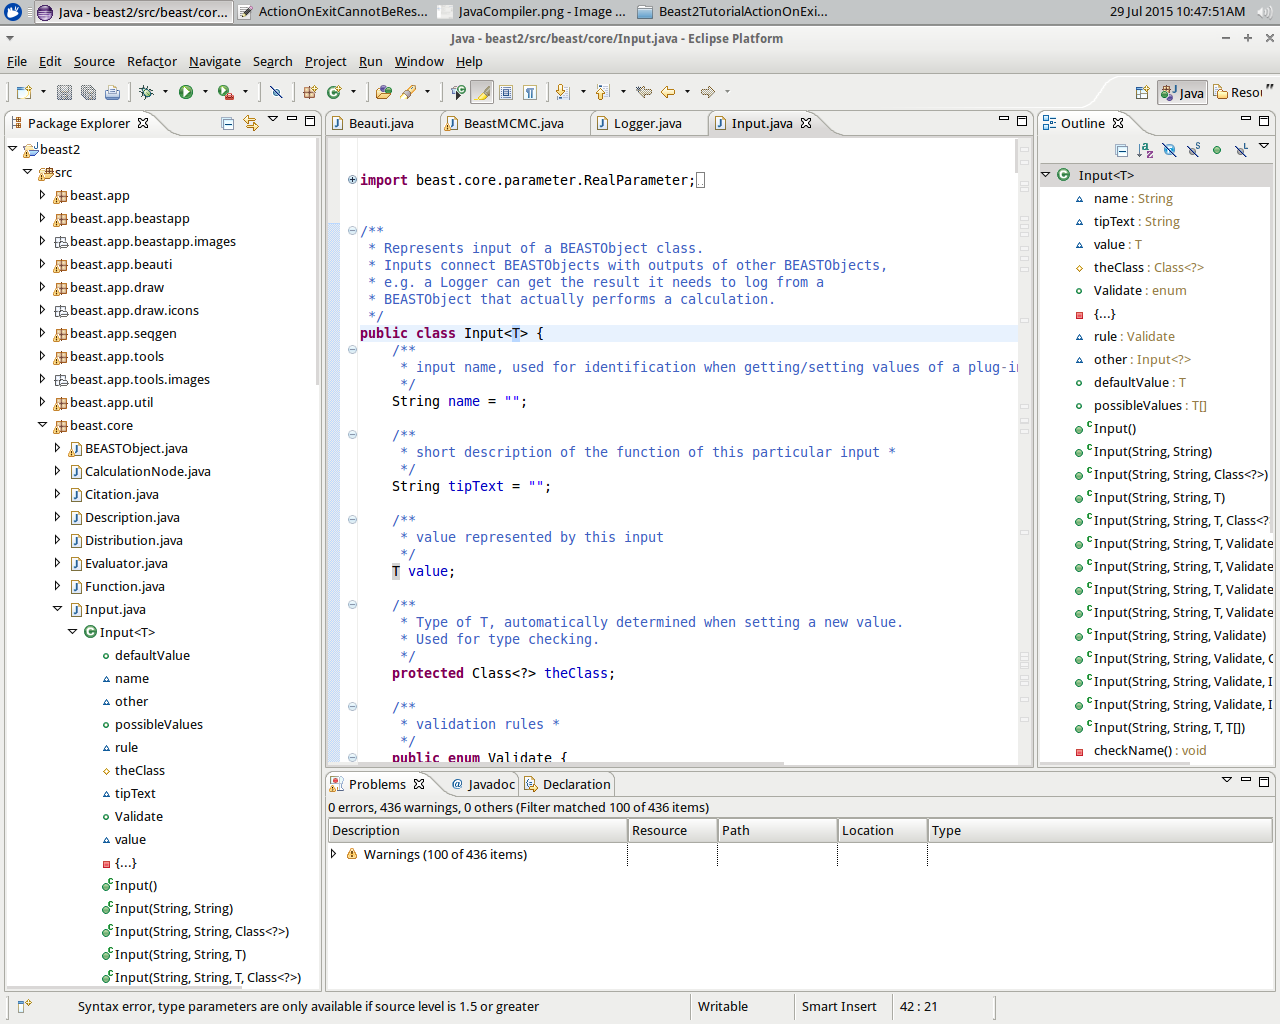 Java - beast2/src/beast/cor...
ActionOnExitCannotBeRes...
JavaCompiler.png - Image ...
Beast2TutorialActionOnExi...
29 Jul 2015 10:47:51AM
Java - beast2/src/beast/core/Input.java - Eclipse Platform
File Edit Source Refactor Navigate Search Project Run Window Help
Java
Resou
Package Explorer
beast2
src
beast.app
beast.app.beastapp
beast.app.beastapp.images
beast.app.beauti
beast.app.draw
beast.app.draw.icons
beast.app.seqgen
beast.app.tools
beast.app.tools.images
beast.app.util
beast.core
BEASTObject.java
CalculationNode.java
Citation.java
Description.java
Distribution.java
Evaluator.java
Function.java
Input.java
Input<T>
defaultValue
name
other
possibleValues
rule
theClass
tipText
Validate
value
{...}
Input()
Input(String, String)
Input(String, String, Class<?>)
Input(String, String, T)
Input(String, String, T, Class<?>)
Beauti.java
BeastMCMC.java
Logger.java
Input.java
import beast.core.parameter.RealParameter;
/**
* Represents input of a BEASTObject class.
* Inputs connect BEASTObjects with outputs of other BEASTObjects,
* e.g. a Logger can get the result it needs to log from a
* BEASTObject that actually performs a calculation.
*/
public class Input<T> {
/**
* input name, used for identification when getting/setting values of a plug-in
*/
String name = "";
/**
* short description of the function of this particular input *
*/
String tipText = "";
/**
* value represented by this input
*/
T value;
/**
* Type of T, automatically determined when setting a new value.
* Used for type checking.
*/
protected Class<?> theClass;
/**
* validation rules *
*/
public enum Validate {
Outline
Input<T>
name : String
tipText : String
value : T
theClass : Class<?>
Validate : enum
{...}
rule : Validate
other : Input<?>
defaultValue : T
possibleValues : T[]
Input()
Input(String, String)
Input(String, String, Class<?>)
Input(String, String, T)
Input(String, String, T, Class<?
Input(String, String, T, Validate
Input(String, String, T, Validate
Input(String, String, T, Validate
Input(String, String, T, Validate
Input(String, String, Validate)
Input(String, String, Validate, C
Input(String, String, Validate, I
Input(String, String, Validate, I
Input(String, String, T, T[])
checkName() : void
Problems
@ Javadoc
Declaration
0 errors, 436 warnings, 0 others (Filter matched 100 of 436 items)
Description Resource Path Location Type
Warnings (100 of 436 items)
Syntax error, type parameters are only available if source level is 1.5 or greater
Writable
Smart Insert
42 : 21